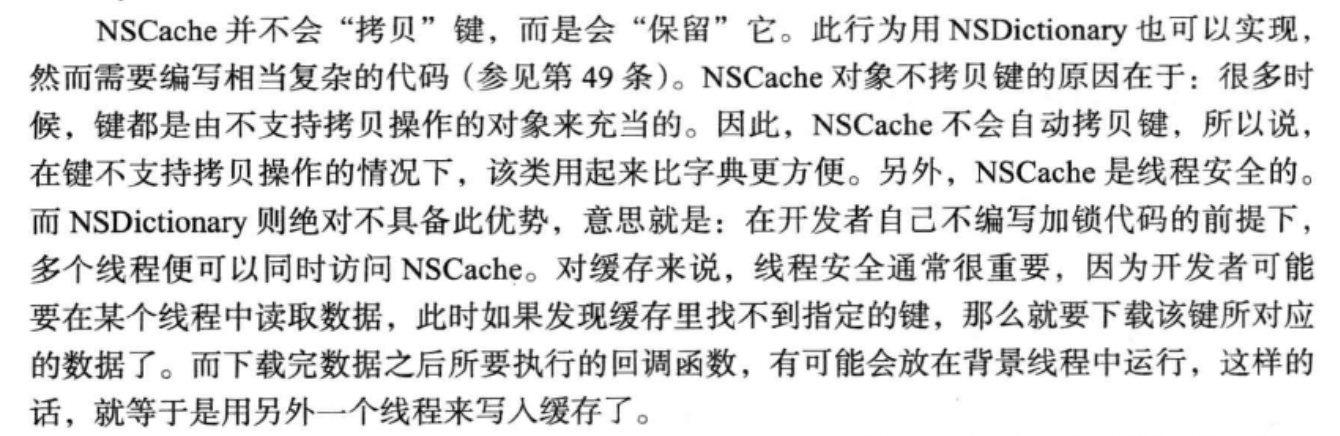 NSCache 并不会“拷贝”键，而是会“保留”它。此行为用 NSDictionary 也可以实现，
然而需要编写相当复杂的代码（参见第 49 条）。NSCache 对象不拷贝键的原因在于：很多时
候，键都是由不支持拷贝操作的对象来充当的。因此，NSCache 不会自动拷贝键，所以说，
在键不支持拷贝操作的情况下，该类用起来比字典更方便。另外，NSCache 是线程安全的。
而 NSDictionary 则绝对不具备此优势，意思就是：在开发者自己不编写加锁代码的前提下，
多个线程便可以同时访问 NSCache。对缓存来说，线程安全通常很重要，因为开发者可能
要在某个线程中读取数据，此时如果发现缓存里找不到指定的键，那么就要下载该键所对应
的数据了。而下载完数据之后所要执行的回调函数，有可能会放在背景线程中运行，这样的
话，就等于是用另外一个线程来写入缓存了。